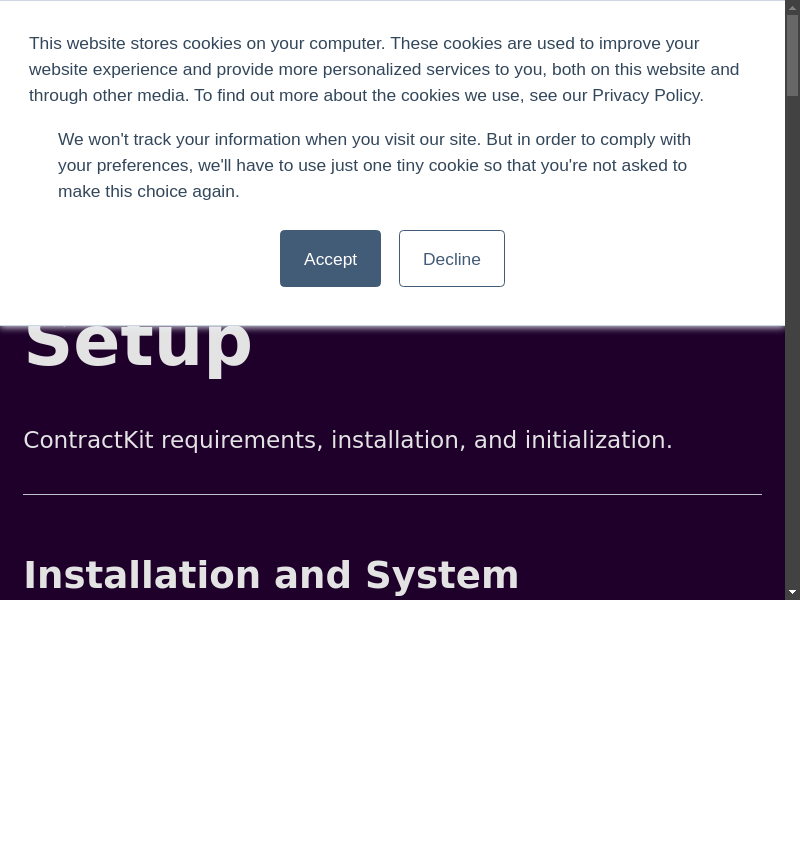 This website stores cookies on your computer. These cookies are used to improve your
website experience and provide more personalized services to you, both on this website and
through other media. To find out more about the cookies we use, see our Privacy Policy.
We won't track your information when you visit our site. But in order to comply with
your preferences, we'll have to use just one tiny cookie so that you're not asked to
make this choice again.
Accept Decline
Setup
ContractKit requirements, installation, and initialization.
Installation and System